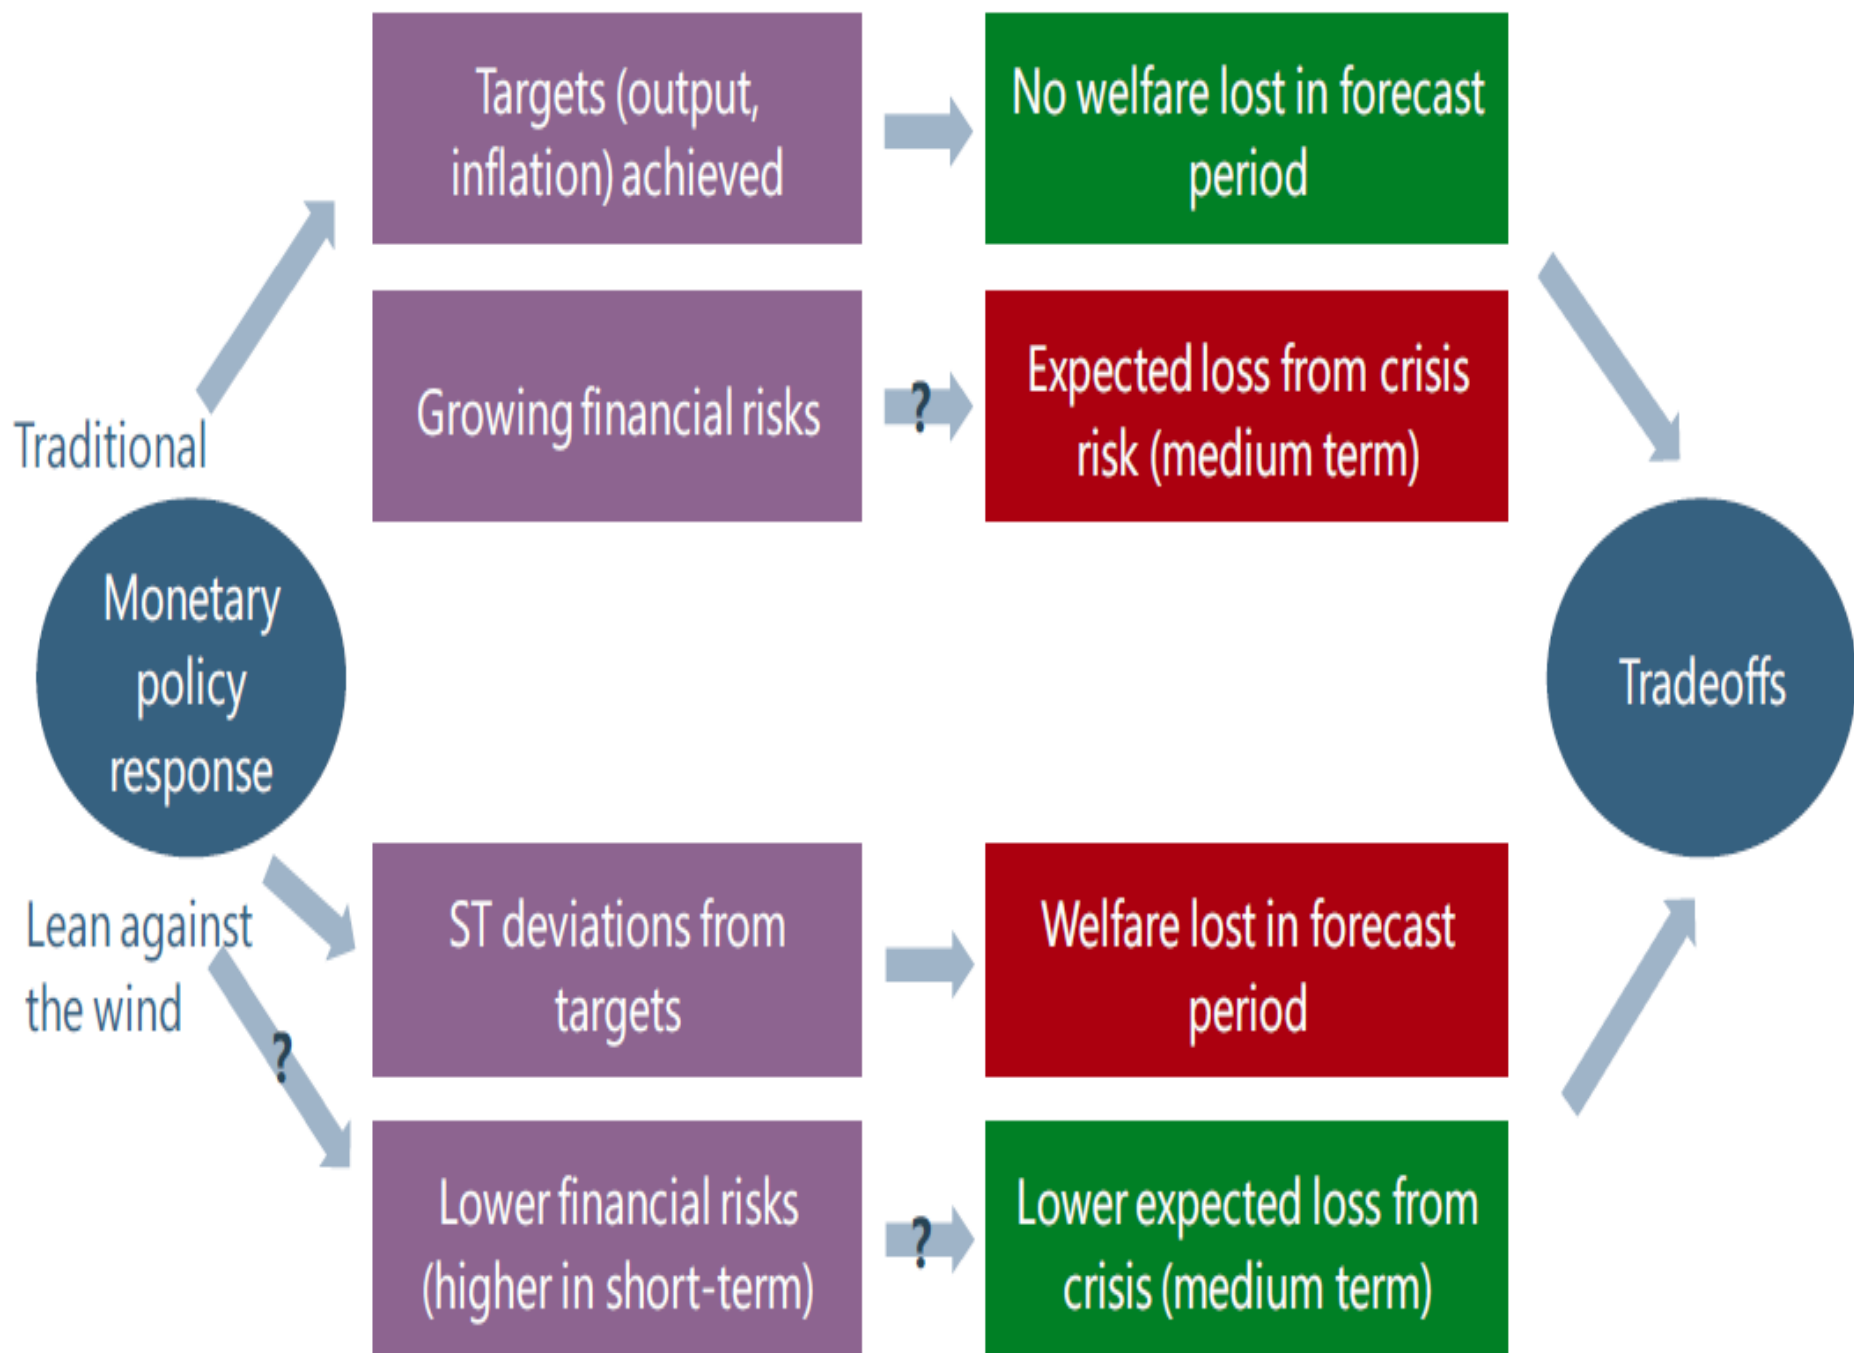 Targets (output,
inflation) achieved
No welfare lost in forecast
period
Growing financial risks
?
Expected loss from crisis
risk (medium term)
Traditional
Monetary
policy
response
Tradeoffs
Lean against
the wind
?
ST deviations from
targets
Welfare lost in forecast
period
Lower financial risks
(higher in short-term)
?
Lower expected loss from
crisis (medium term)